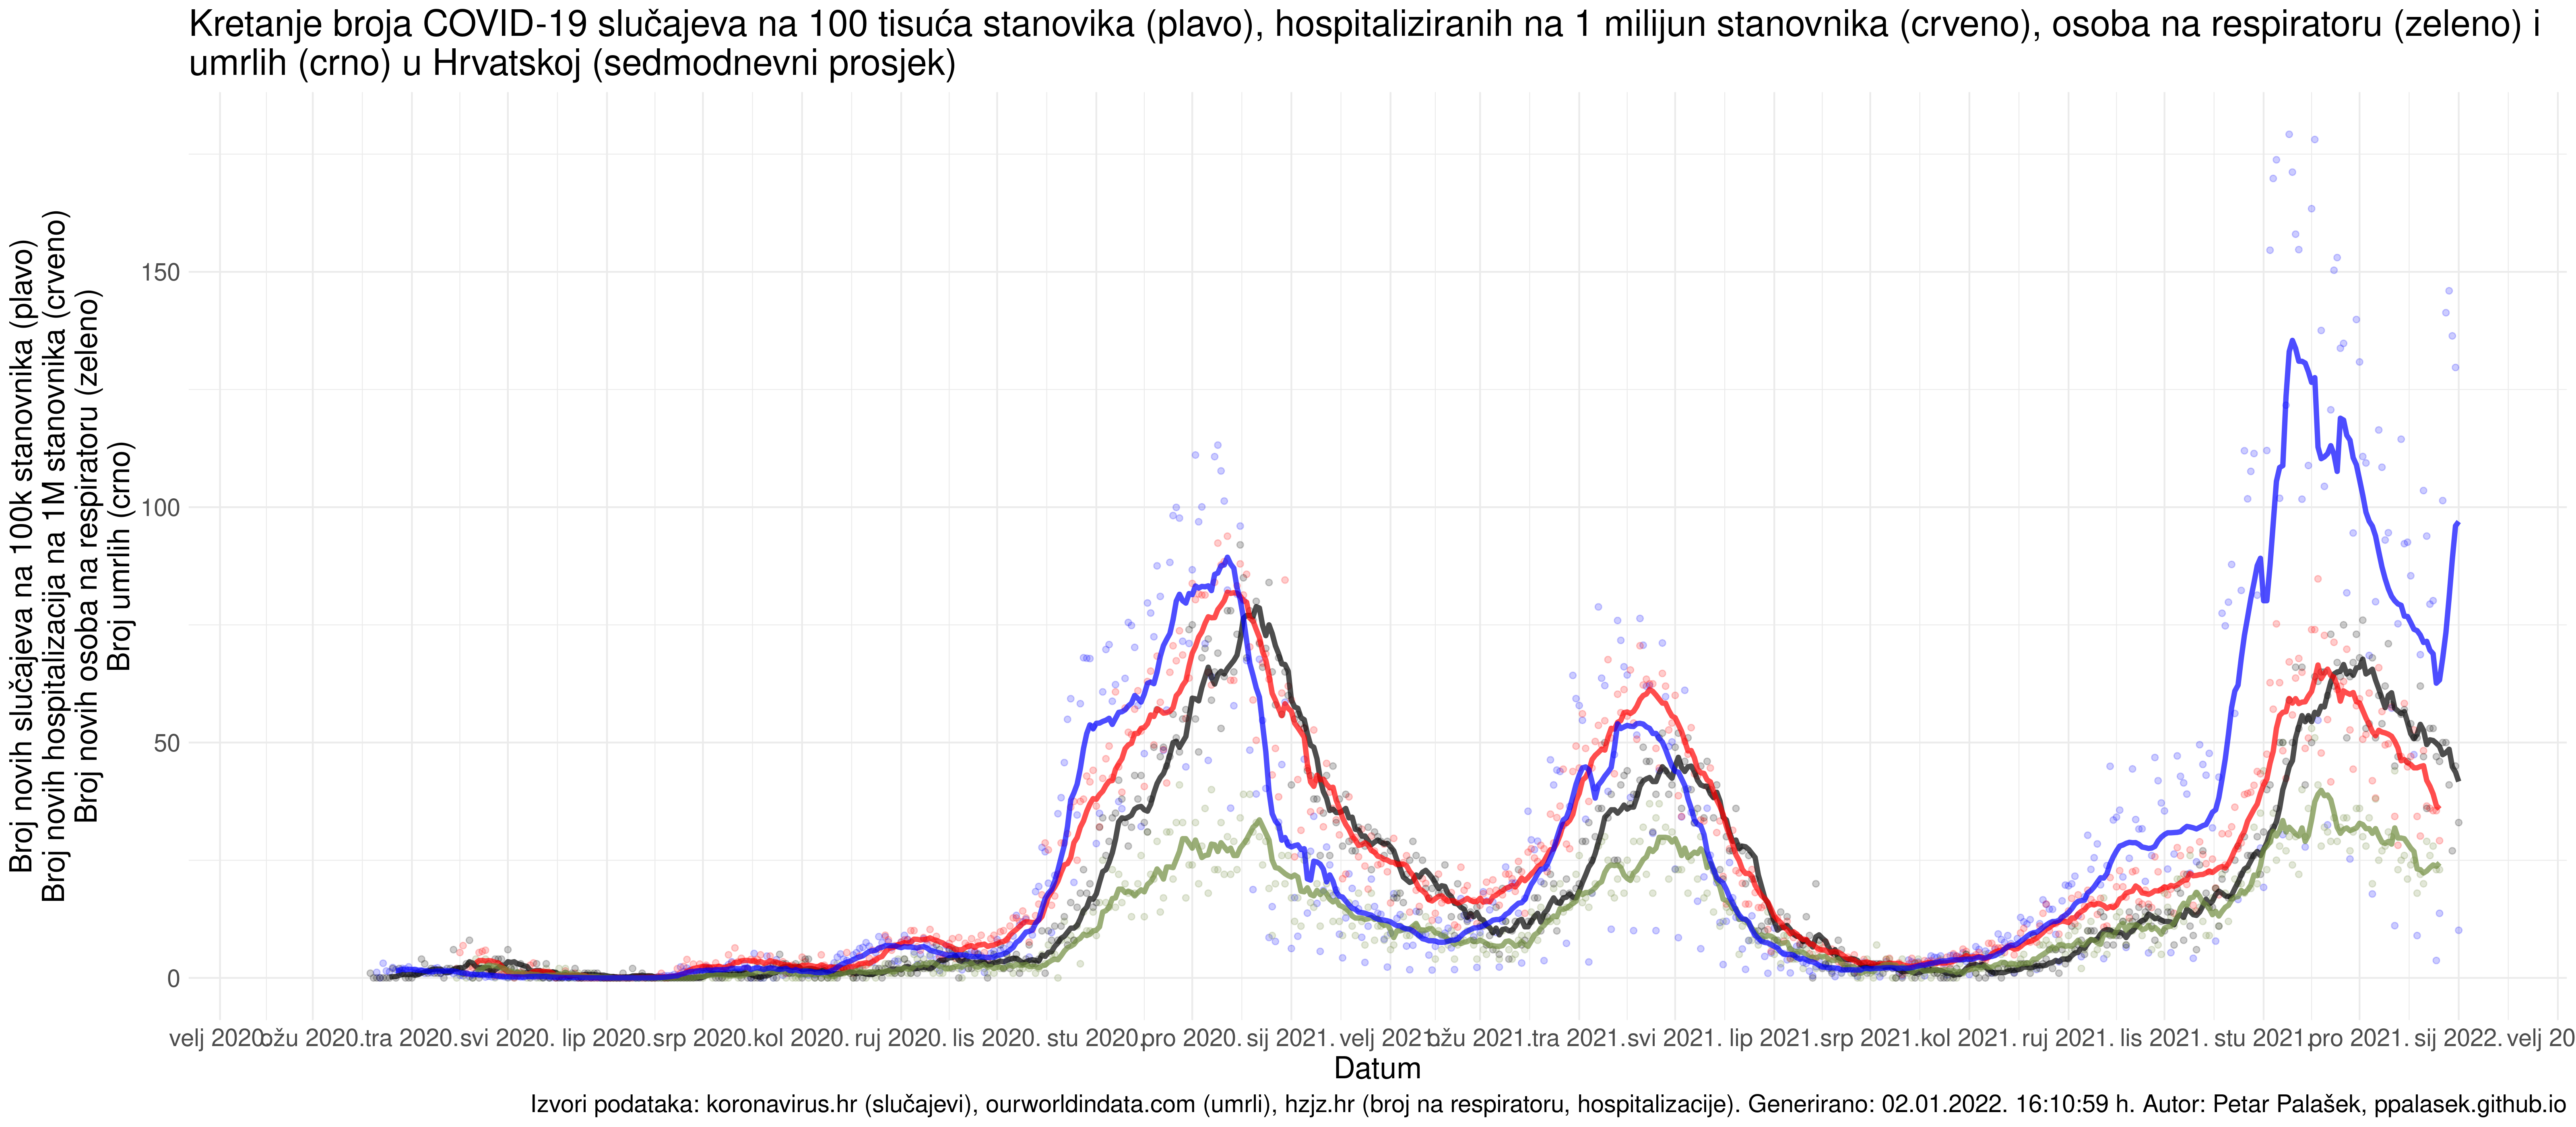 Kretanje broja COVID-19 slučajeva na 100 tisuća stanovika (plavo), hospitaliziranih na 1 milijun stanovnika (crveno), osoba na respiratoru (zeleno) i
umrlih (crno) u Hrvatskoj (sedmodnevni prosjek)
Broj novih slučajeva na 100k stanovnika (plavo)
Broj novih hospitalizacija na 1M stanovnika (crveno)
Broj novih osoba na respiratoru (zeleno)
Broj umrlih (crno)
150
100
50
0
velj 2020. ožu 2020. tra 2020. svi 2020. lip 2020. srp 2020. kol 2020. ruj 2020. lis 2020. stu 2020. pro 2020. sij 2021. velj 2021. ožu 2021. tra 2021. svi 2021. lip 2021. srp 2021. kol 2021. ruj 2021. lis 2021. stu 2021. pro 2021. sij 2022. velj 20
Datum
Izvori podataka: koronavirus.hr (slučajevi), ourworldindata.com (umrli), hzjz.hr (broj na respiratoru, hospitalizacije). Generirano: 02.01.2022. 16:10:59 h. Autor: Petar Palašek, ppalasek.github.io